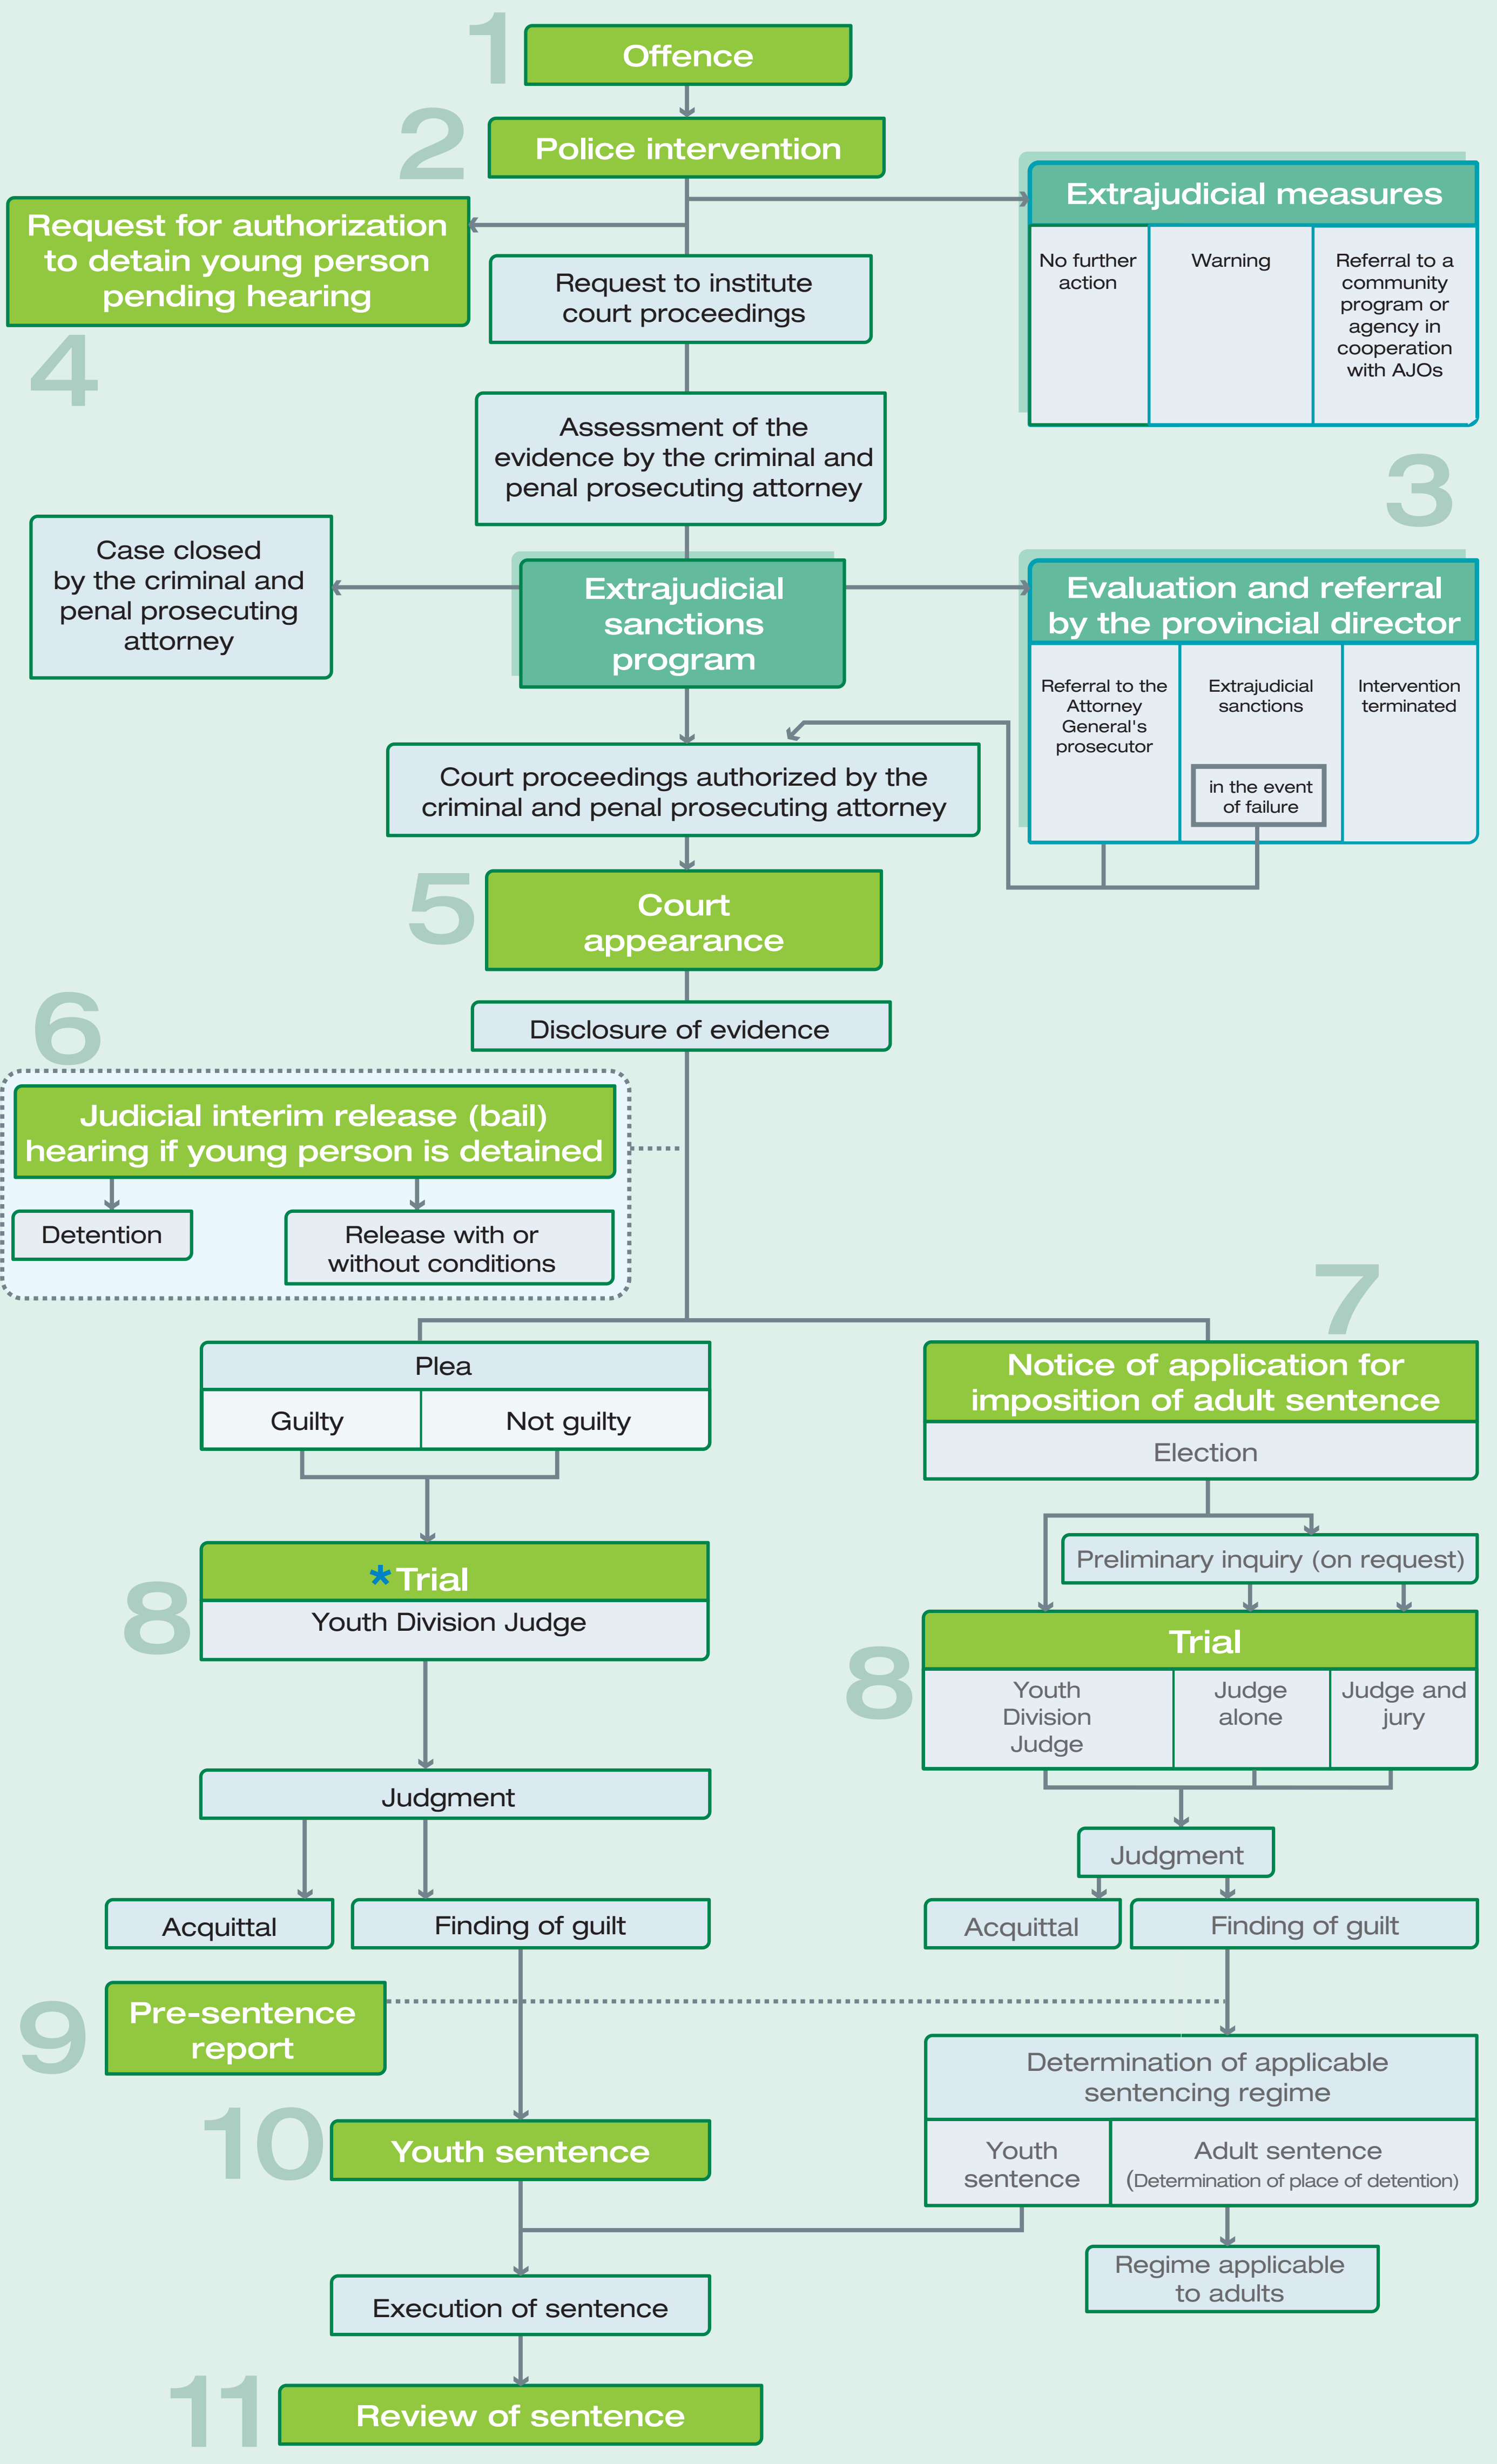 1
Offence
2
Police intervention
Extrajudicial measures
No further
action
Warning
Referral to a
community
program or
agency in
cooperation
with AJOs
Request for authorization
to detain young person
pending hearing
4
Request to institute
court proceedings
Assessment of the
evidence by the criminal and
penal prosecuting attorney
3
Case closed
by the criminal and
penal prosecuting
attorney
Extrajudicial
sanctions
program
Evaluation and referral
by the provincial director
Referral to the
Attorney
General's
prosecutor
Extrajudicial
sanctions
in the event
of failure
Intervention
terminated
Court proceedings authorized by the
criminal and penal prosecuting attorney
5
Court
appearance
Disclosure of evidence
6
Judicial interim release (bail)
hearing if young person is detained
Detention
Release with or
without conditions
7
Plea
Guilty
Not guilty
Notice of application for
imposition of adult sentence
Election
Preliminary inquiry (on request)
8
*Trial
Youth Division Judge
8
Trial
Youth
Division
Judge
Judge
alone
Judge and
jury
Judgment
Judgment
Acquittal
Finding of guilt
Acquittal
Finding of guilt
9
Pre-sentence
report
Determination of applicable
sentencing regime
Youth
sentence
Adult sentence
(Determination of place of detention)
10
Youth sentence
Regime applicable
to adults
Execution of sentence
11
Review of sentence